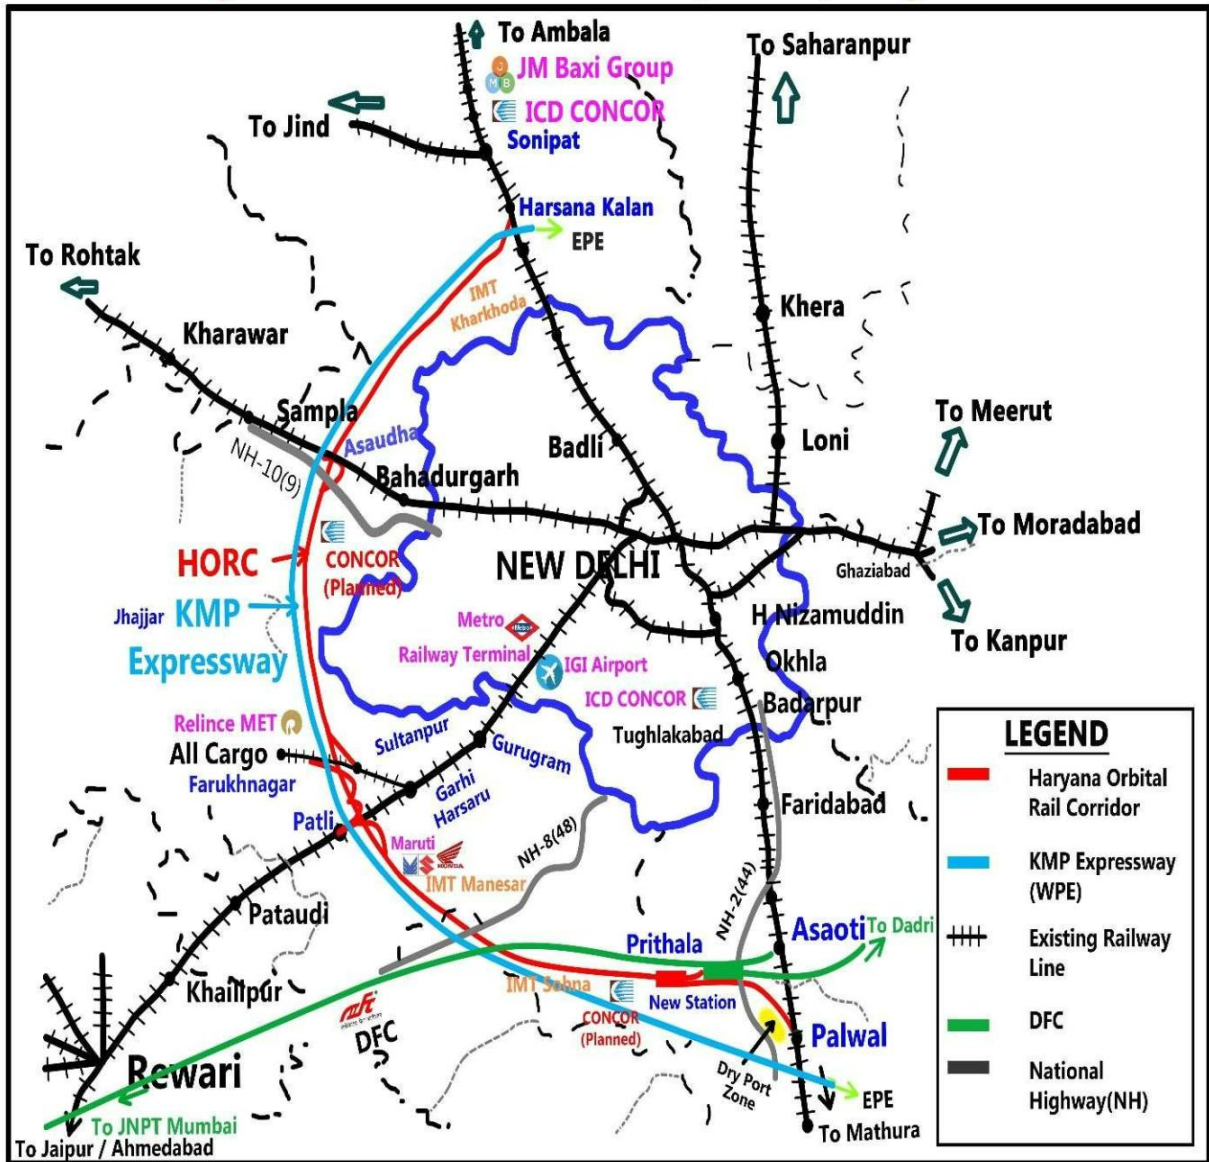 To Ambala
JM Baxi Group
To Saharanpur
ICD CONCOR
To Jind
Sonipat
Harsana Kalan
EPE
To Rohtak
IMT
Kharkhoda
Khera
Kharawar
Sampla
Asaudha
To Meerut
Badli
Loni
NH-10(9)
Bahadurgarh
To Moradabad
HORC
CONCOR
(Planned)
NEW DELHI
Ghaziabad
Jhajjar
KMP
Expressway
Metro
Railway Terminal
H Nizamuddin
To Kanpur
IGI Airport
Okhla
ICD CONCOR
Badarpur
Relince MET
Sultanpur
Tughlakabad
All Cargo
Gurugram
Farukhnagar
Garhi
Harsaru
Faridabad
Patli
Maruti
HONDA
IMT Manesar
NH-8(48)
NH-2(44)
Pataudi
Prithala
Asaoti
To Dadri
Khalilpur
IMT Sohna
New Station
CONCOR
(Planned)
DFC
Palwal
Rewari
Dry Port
Zone
EPE
To JNPT Mumbai
To Mathura
To Jaipur / Ahmedabad
LEGEND
Haryana Orbital
Rail Corridor
KMP Expressway
(WPE)
Existing Railway
Line
DFC
National
Highway(NH)